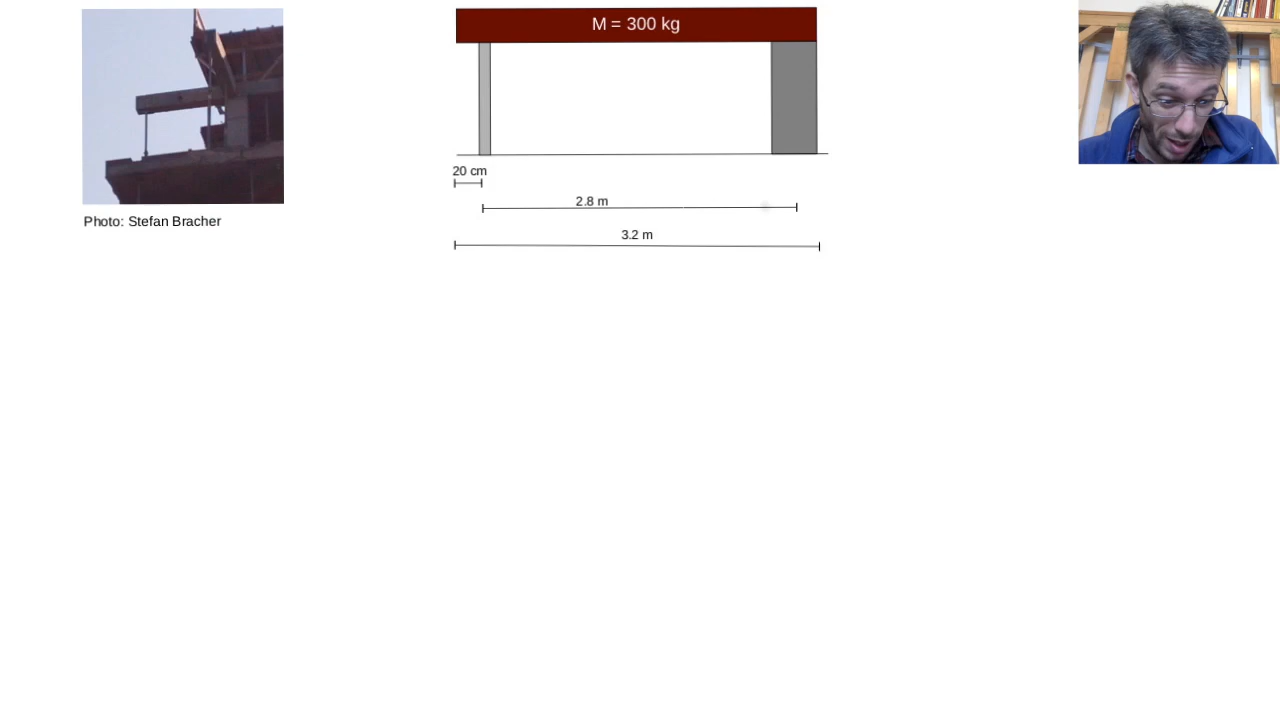 M = 300 kg
20 cm
2.8 m
Photo: Stefan Bracher
3.2 m